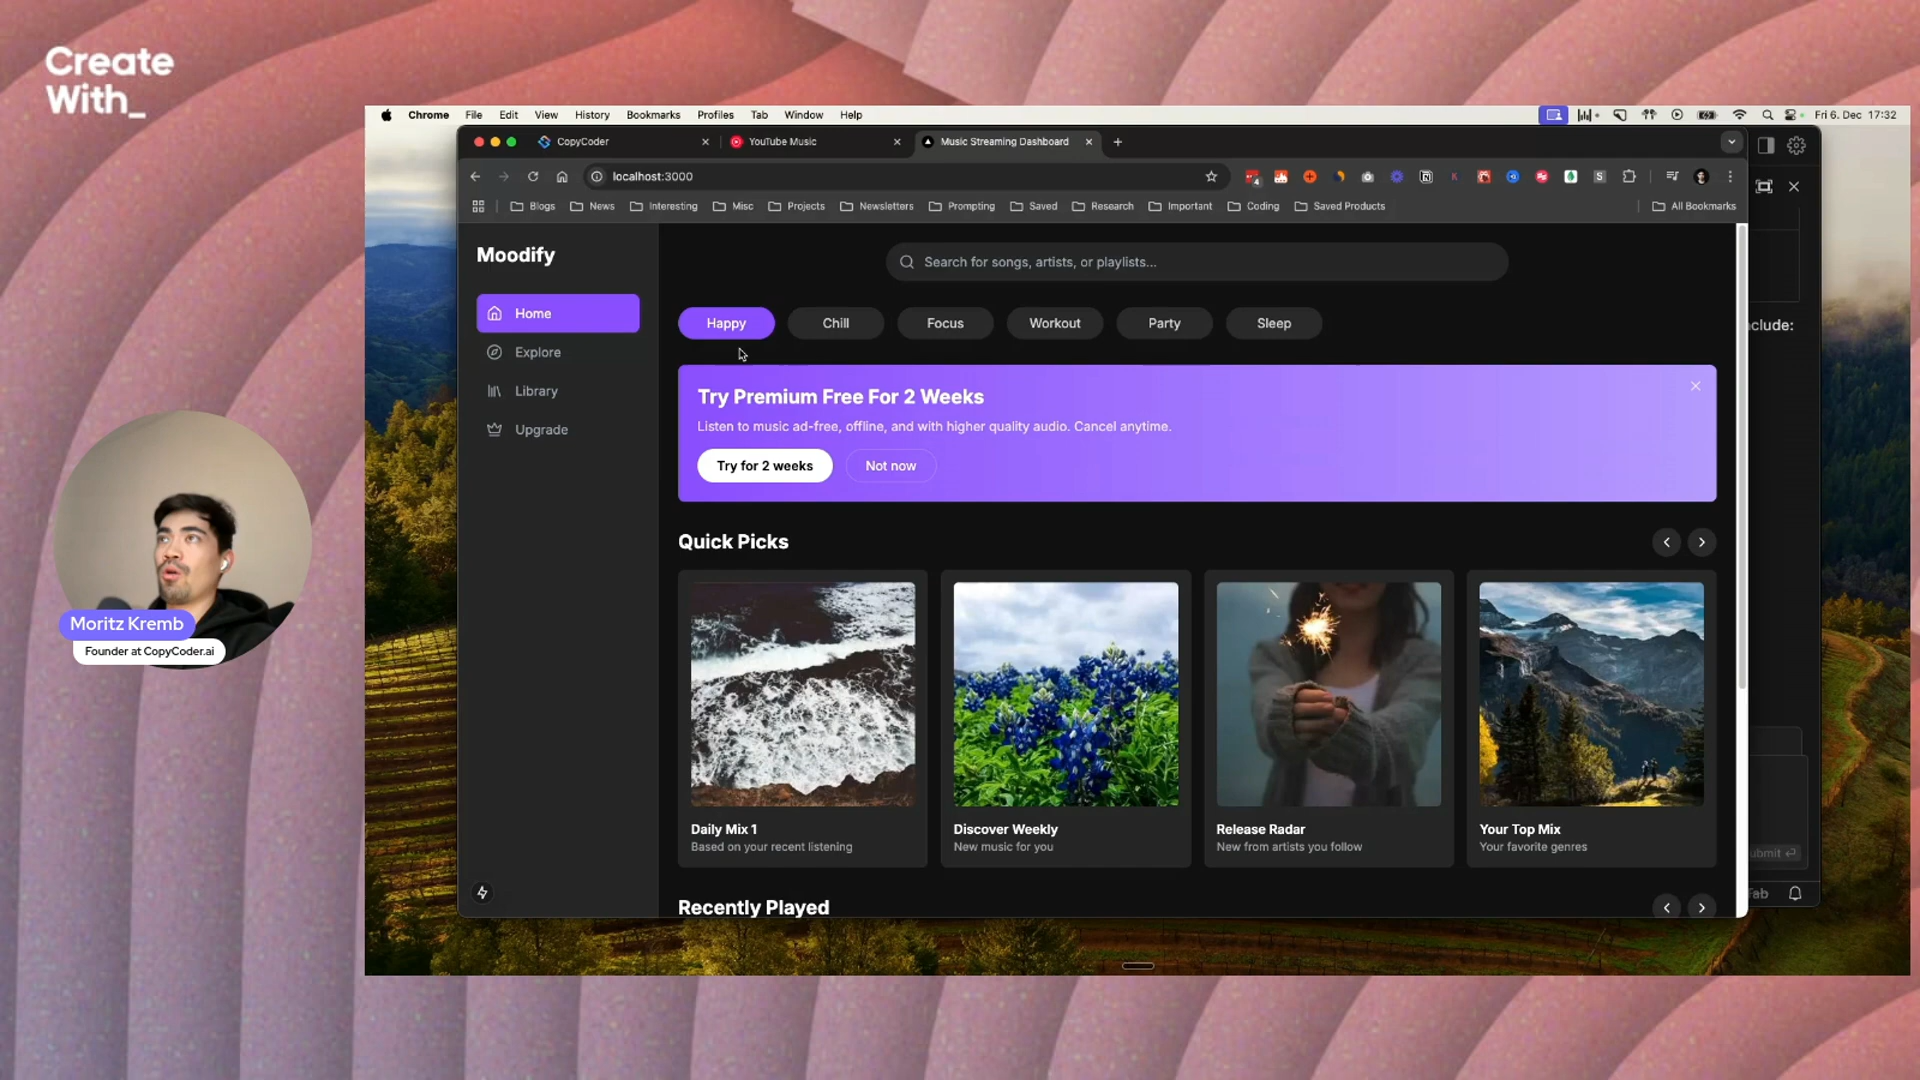 Create
With_
Chrome File Edit View History Bookmarks Profiles Tab Window Help
Fri 6. Dec 17:32
CopyCoder
YouTube Music
Music Streaming Dashboard
localhost:3000
4
S
Blogs
News
Interesting
Misc
Projects
Newsletters
Prompting
Saved
Research
Important
Coding
Saved Products
All Bookmarks
Moodify
Search for songs, artists, or playlists...
Home
Explore
Library
Upgrade
Happy
Chill
Focus
Workout
Party
Sleep
nclude:
Try Premium Free For 2 Weeks
Listen to music ad-free, offline, and with higher quality audio. Cancel anytime.
Try for 2 weeks
Not now
Quick Picks
Daily Mix 1
Based on your recent listening
Discover Weekly
New music for you
Release Radar
New from artists you follow
Your Top Mix
Your favorite genres
ubmit
Tab
Recently Played
Moritz Kremb
Founder at CopyCoder.ai